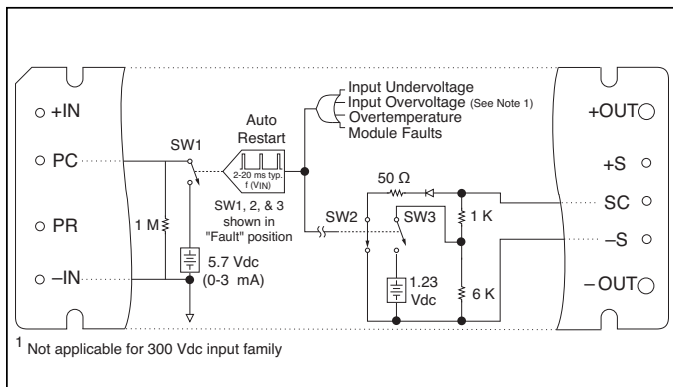 +IN
PC
PR
–IN
SW1
1 M
5.7 Vdc
(0-3 mA)
Auto
Restart
2-20 ms typ.
f (VIN)
SW1, 2, & 3
shown in
"Fault" position
Input Undervoltage
Input Overvoltage (See Note 1)
Overtemperature
Module Faults
50 Ω
SW2
SW3
1 K
1.23
Vdc
6 K
+OUT
+S
SC
–S
–OUT
1 Not applicable for 300 Vdc input family